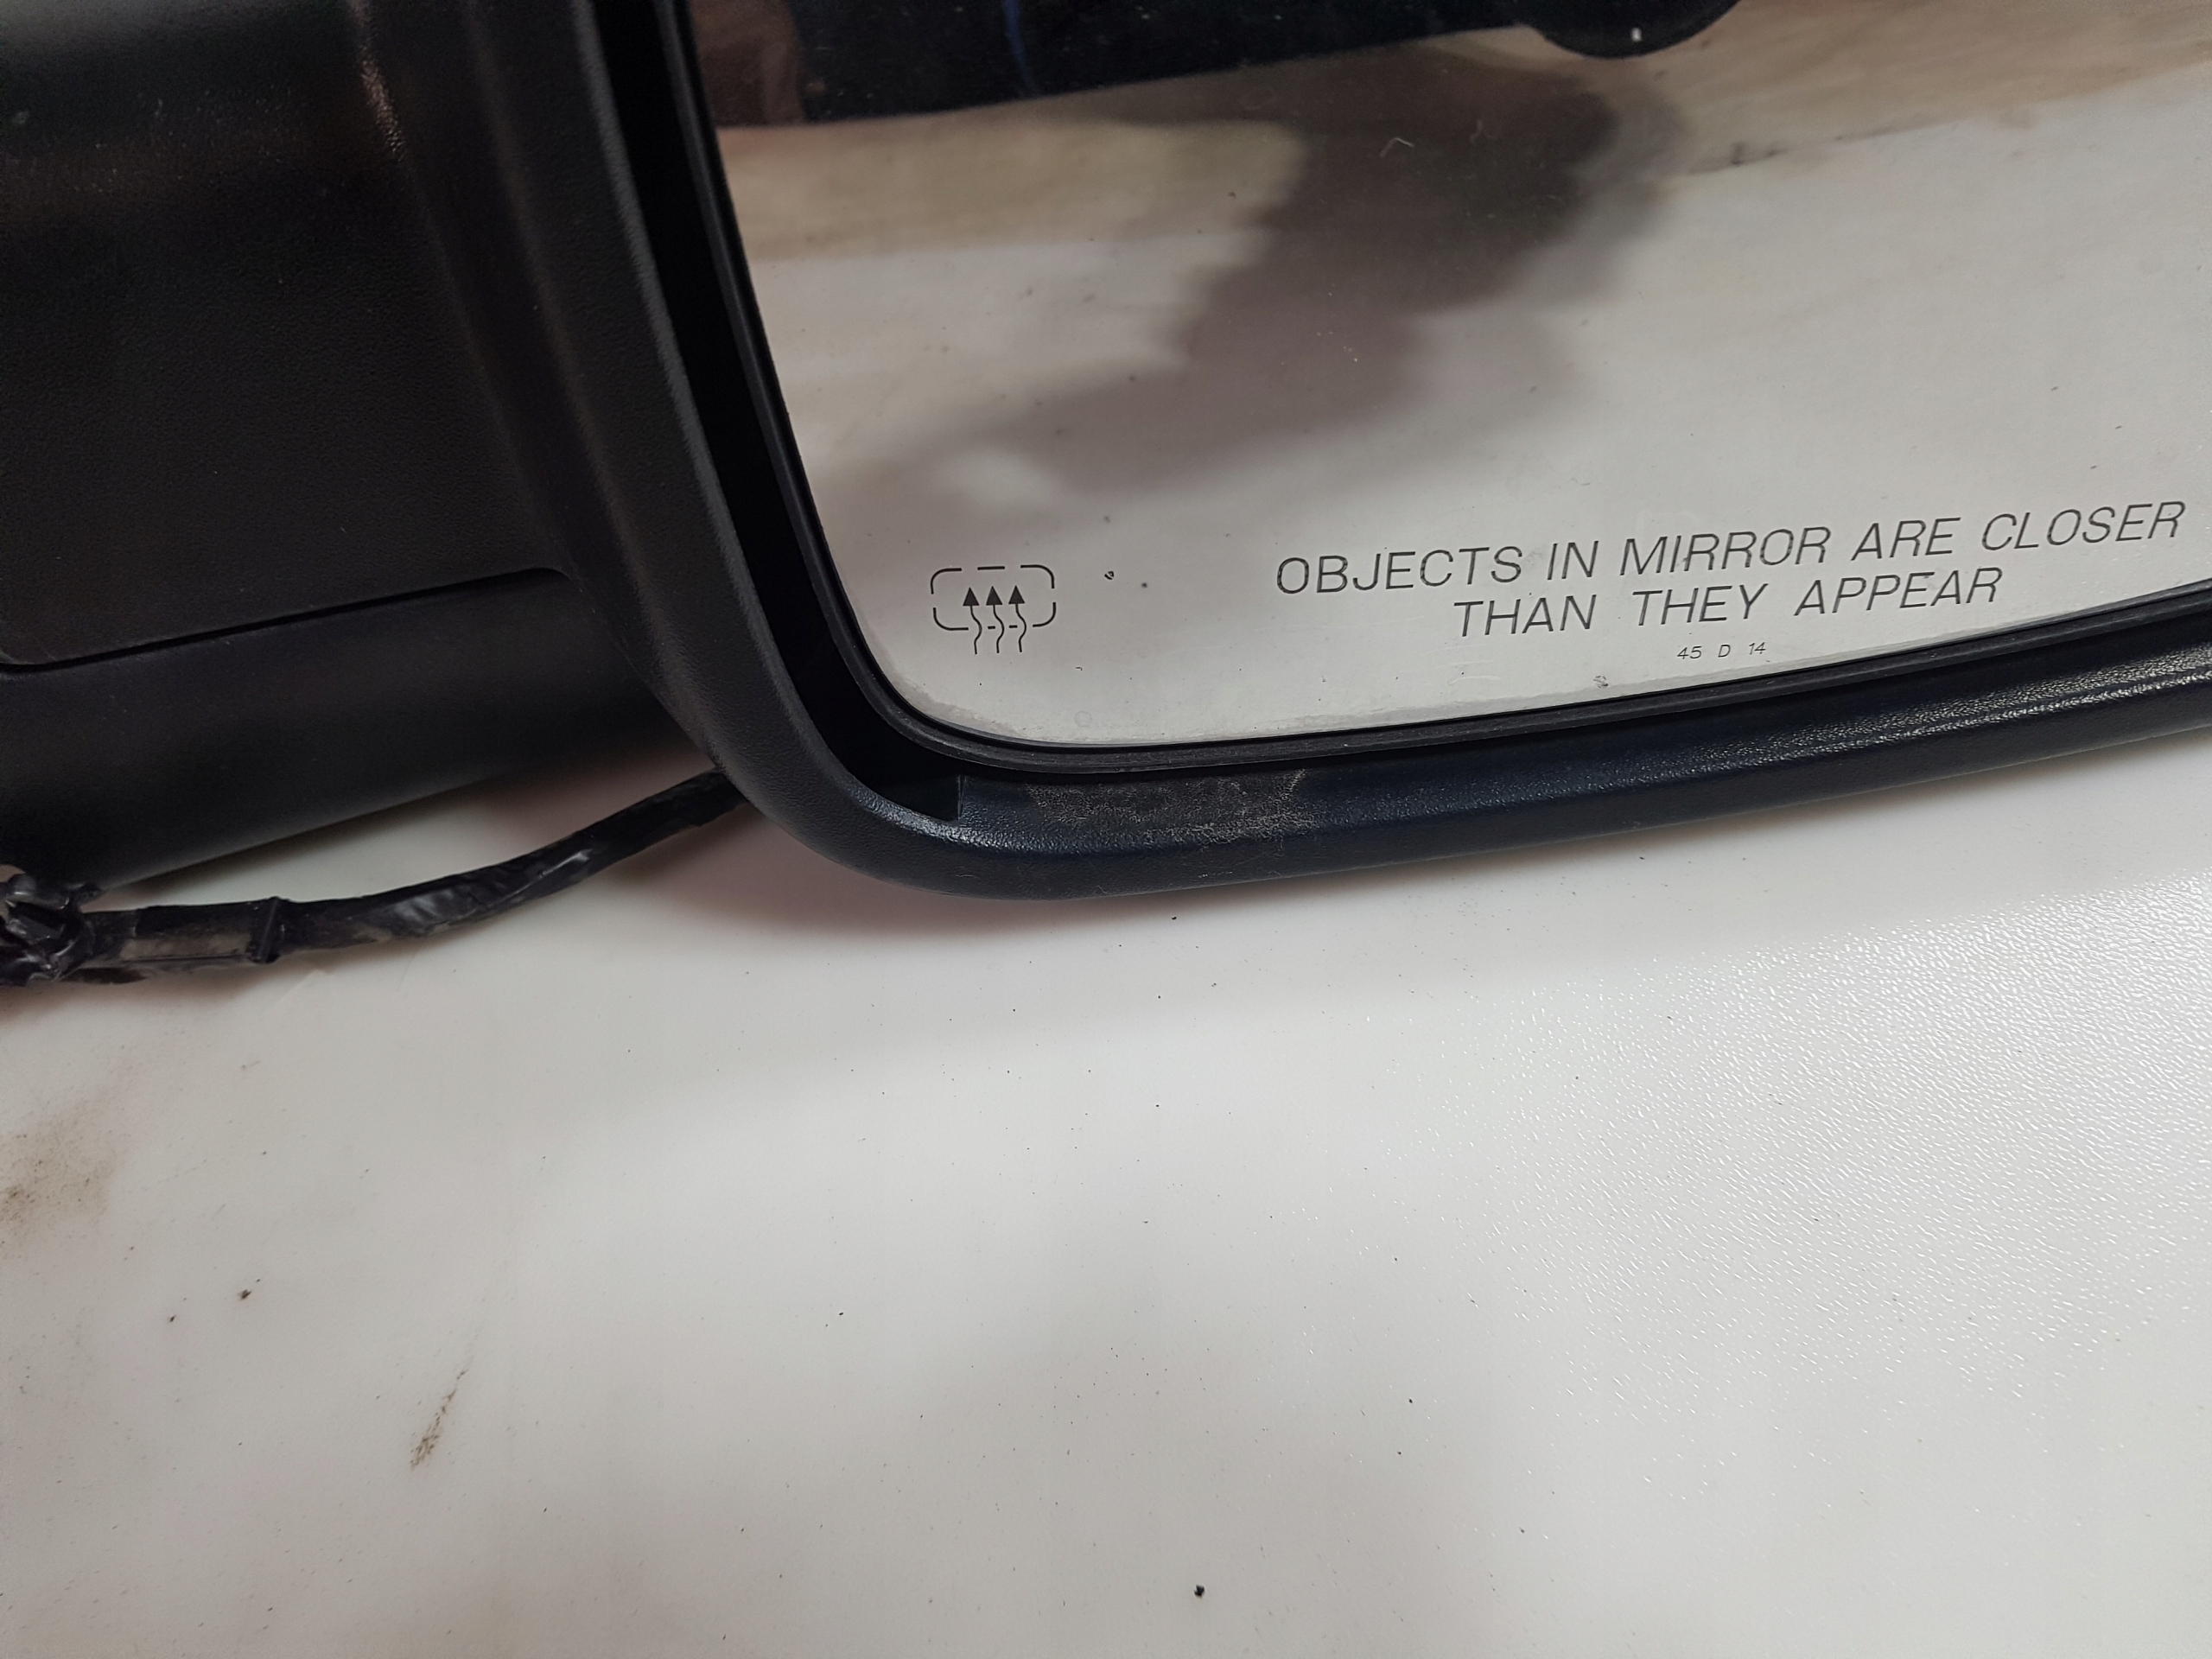 OBJECTS IN MIRROR ARE CLOSER
THAN THEY APPEAR
45 D 14